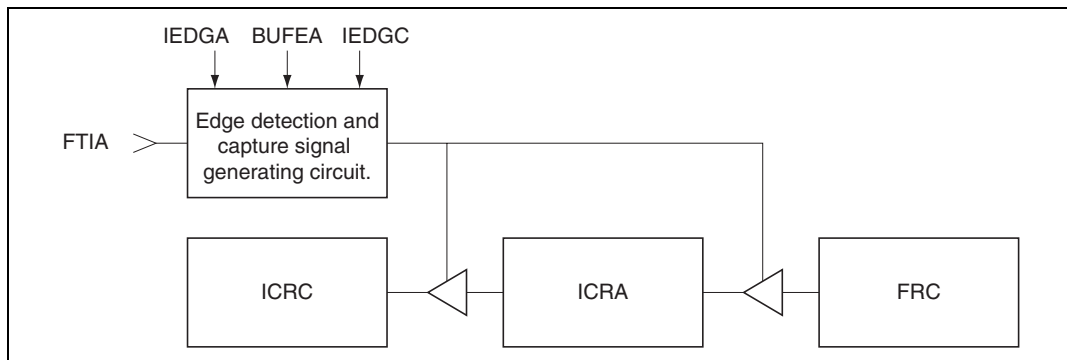 IEDGA BUFEA IEDGC
FTIA
Edge detection and
capture signal
generating circuit.
ICRC
ICRA
FRC